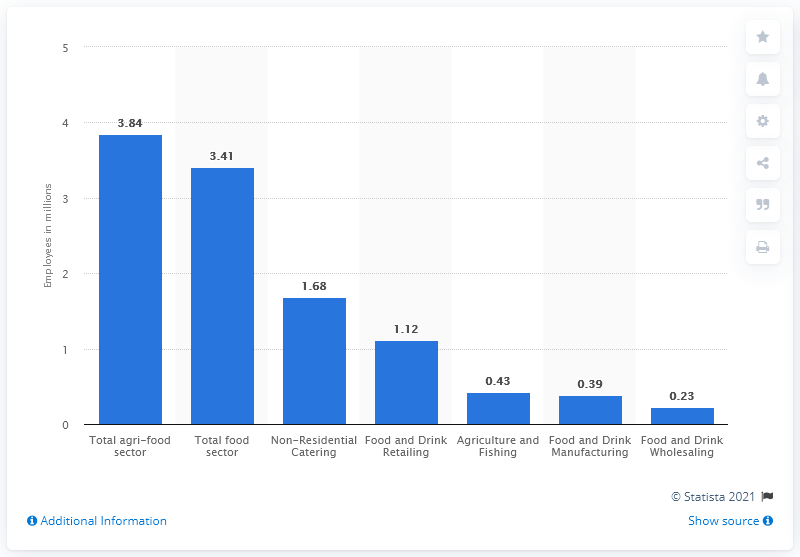 5
4
3
2
1
0
Employees in millions
3.84
3.41
1.68
1.12
0.43
0.39
0.23
Total agri-food sector
Total food sector
Non-Residential Catering
Food and Drink Retailing
Agriculture and Fishing
Food and Drink Manufacturing
Food and Drink Wholesaling
© Statista 2021
Additional Information
Show source